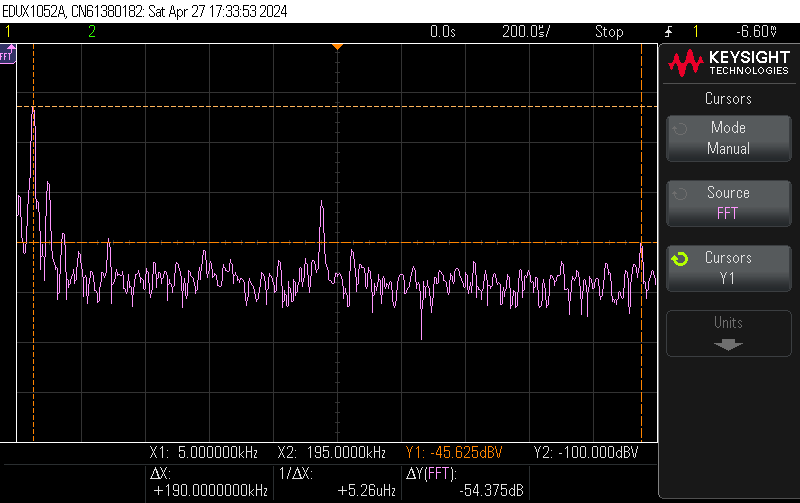 EDUX1052A, CN61380182: Sat Apr 27 17:33:53 2024
1 2 0.0s 200.0s/ Stop 1 -6.60V
FFT
KEYSIGHT
TECHNOLOGIES
Cursors
Mode
Manual
Source
FFT
Cursors
Y1
Units
X1: 5.000000kHz X2: 195.0000kHz Y1: -45.625dBV Y2: -100.000dBV
ΔX: 1/ΔX: ΔY(FFT):
+190.0000000kHz +5.26uHz -54.375dB